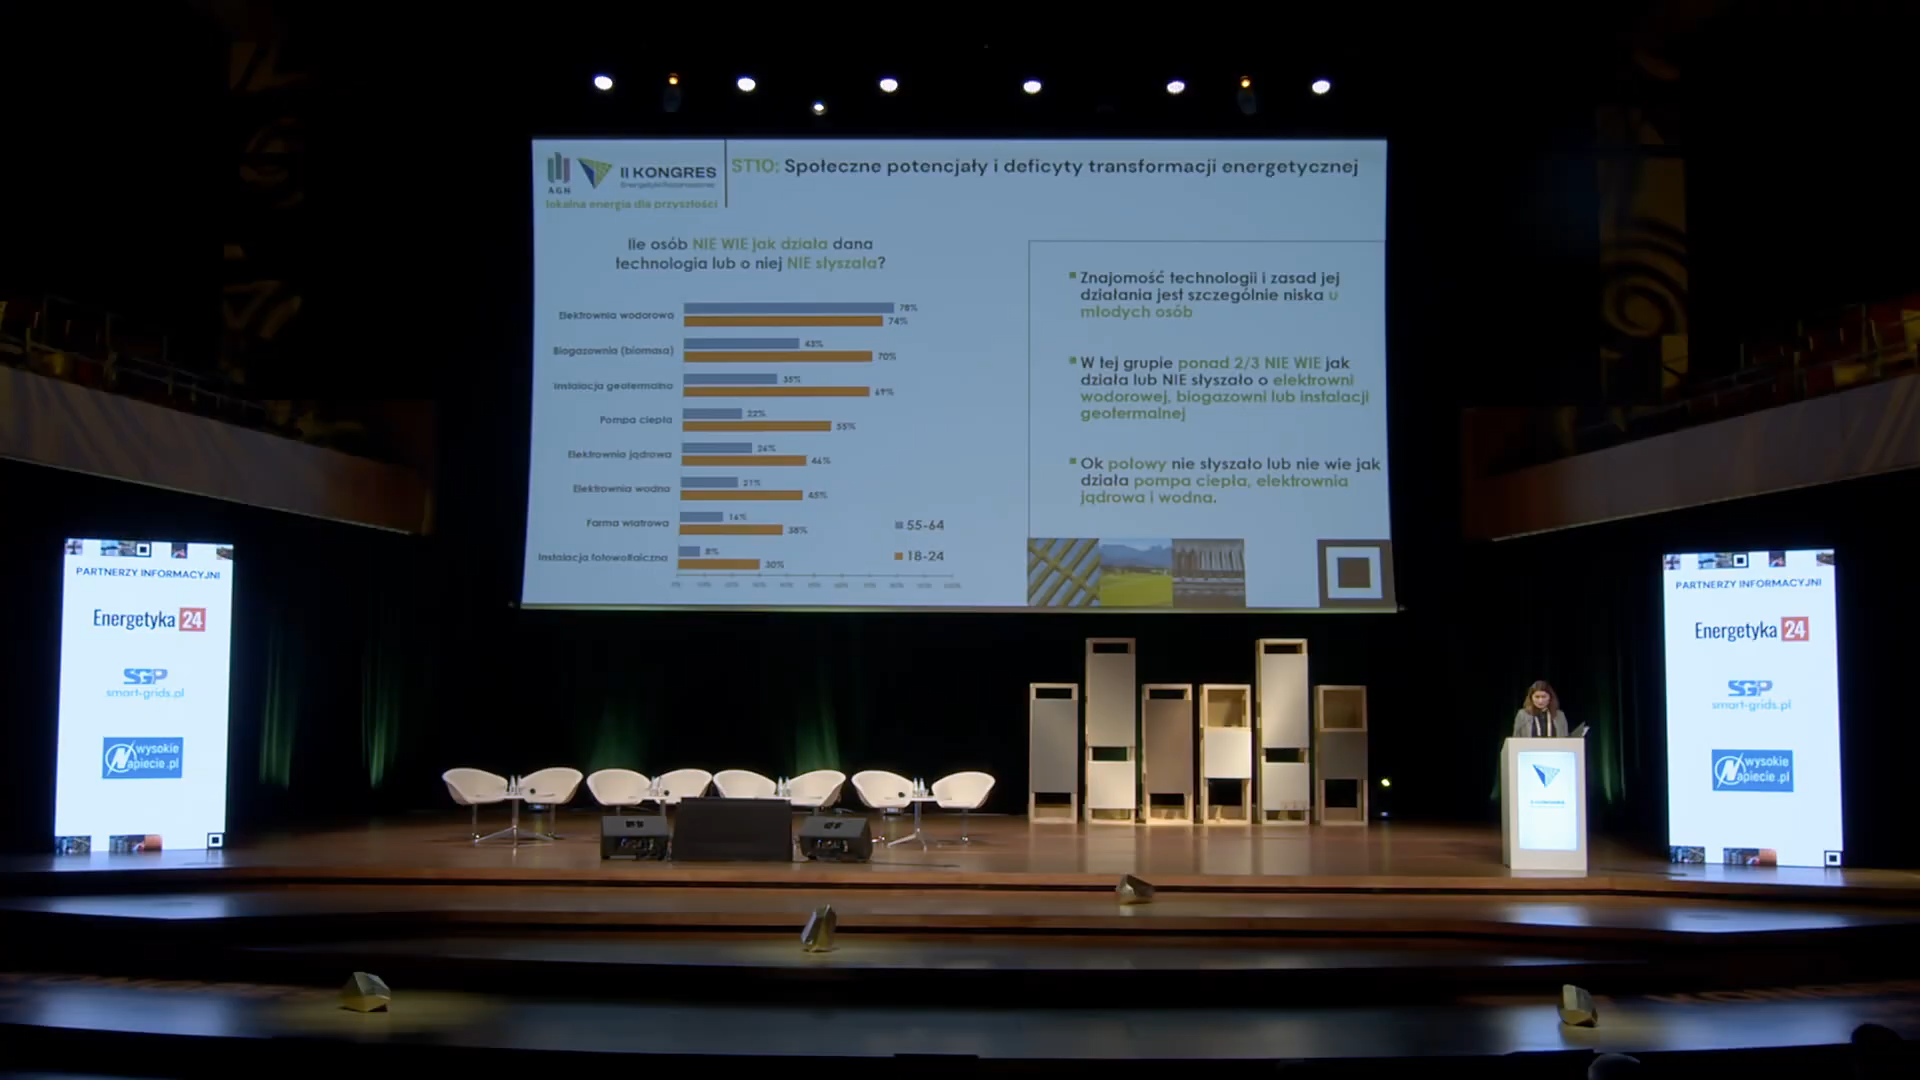 AGH
II KONGRES
Energetyki Rozproszonej
lokalna energia dla przyszłości
ST10: Społeczne potencjały i deficyty transformacji energetycznej
Ile osób NIE WIE jak działa dana
technologia lub o niej NIE słyszała?
Elektrownia wodorowa
78%
74%
Biogazownia (biomasa)
43%
70%
Instalacja geotermalna
35%
69%
Pompa ciepła
22%
55%
Elektrownia jądrowa
26%
46%
Elektrownia wodna
21%
45%
Farma wiatrowa
16%
38%
Instalacja fotowoltaiczna
8%
30%
55-64
18-24
Znajomość technologii i zasad jej
działania jest szczególnie niska u
młodych osób
W tej grupie ponad 2/3 NIE WIE jak
działa lub NIE słyszało o elektrowni
wodorowej, biogazowni lub instalacji
geotermalnej
Ok połowy nie słyszało lub nie wie jak
działa pompa ciepła, elektrownia
jądrowa i wodna.
PARTNERZY INFORMACYJNI
Energetyka 24
SGP
smart-grids.pl
wysokie
Napiecie.pl
PARTNERZY INFORMACYJNI
Energetyka 24
SGP
smart-grids.pl
wysokie
Napiecie.pl
II KONGRES